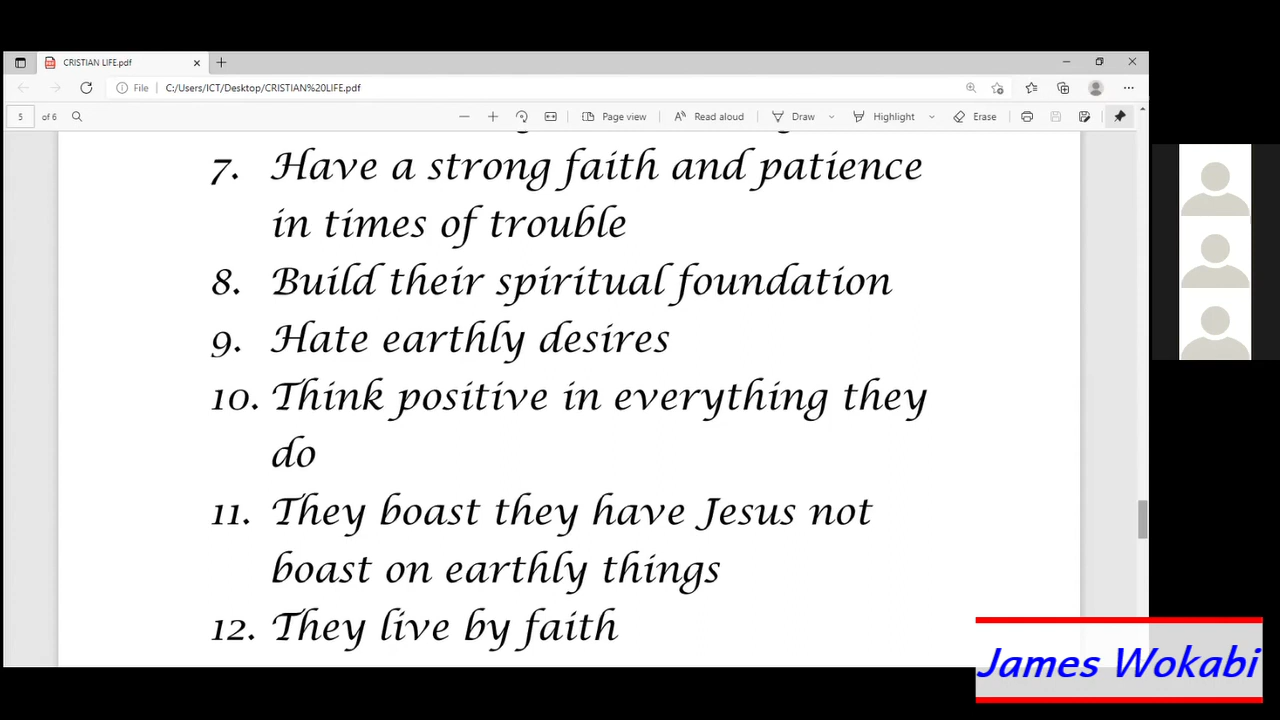 CRISTIAN LIFE.pdf
File C:/Users/ICT/Desktop/CRISTIAN%20LIFE.pdf
5 of 6 Page view Read aloud Draw Highlight Erase
7. Have a strong faith and patience
in times of trouble
8. Build their spiritual foundation
9. Hate earthly desires
10. Think positive in everything they
do
11. They boast they have Jesus not
boast on earthly things
12. They live by faith
James Wokabi